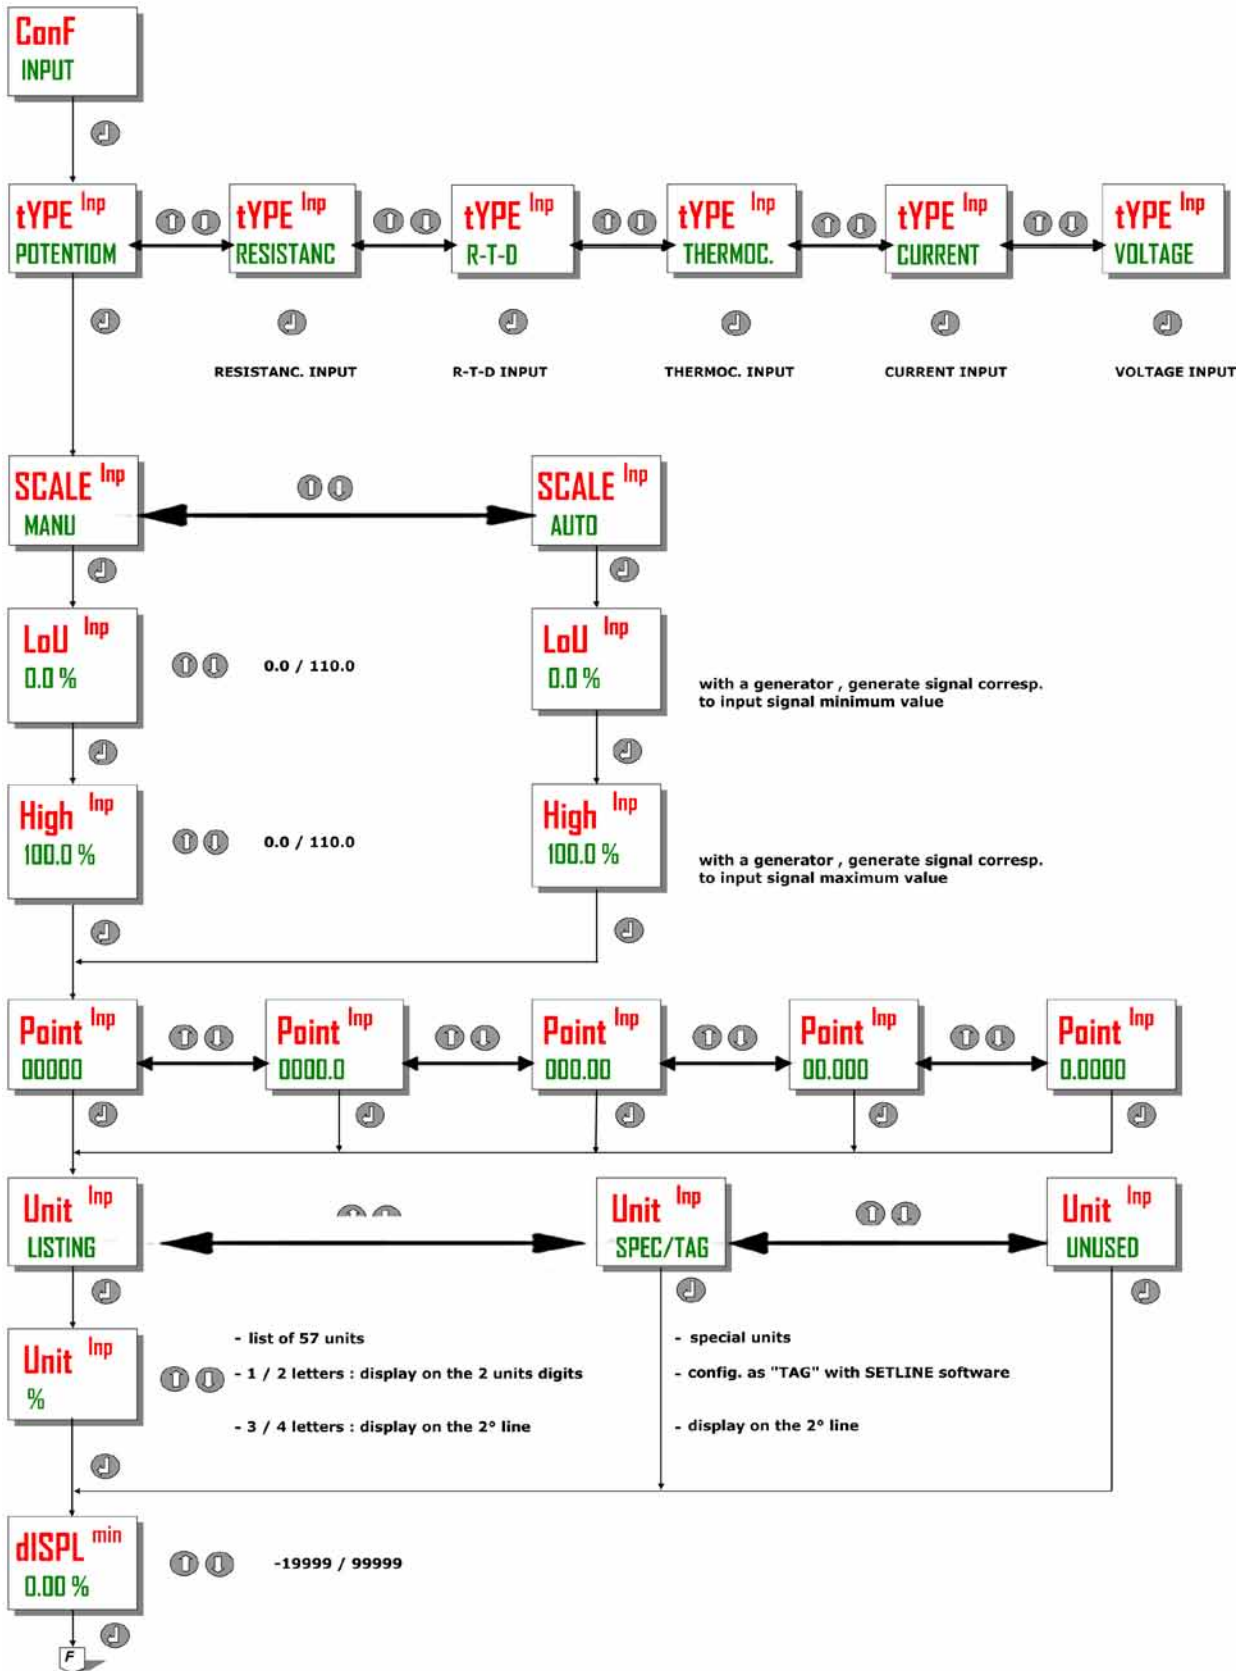 ConF
INPUT
tYPE Inp
POTENTIOM
tYPE Inp
RESISTANC
tYPE Inp
R-T-D
tYPE Inp
THERMOC.
tYPE Inp
CURRENT
tYPE Inp
VOLTAGE
RESISTANC. INPUT
R-T-D INPUT
THERMOC. INPUT
CURRENT INPUT
VOLTAGE INPUT
SCALE Inp
MANU
SCALE Inp
AUTO
LoU Inp
0.0 %
0.0 / 110.0
LoU Inp
0.0 %
with a generator , generate signal corresp.
to input signal minimum value
High Inp
100.0 %
0.0 / 110.0
High Inp
100.0 %
with a generator , generate signal corresp.
to input signal maximum value
Point Inp
00000
Point Inp
0000.0
Point Inp
000.00
Point Inp
00.000
Point Inp
0.0000
Unit Inp
LISTING
Unit Inp
SPEC/TAG
Unit Inp
UNUSED
Unit Inp
%
- list of 57 units
- 1 / 2 letters : display on the 2 units digits
- 3 / 4 letters : display on the 2° line
- special units
- config. as "TAG" with SETLINE software
- display on the 2° line
dISPL min
0.00 %
-19999 / 99999
F